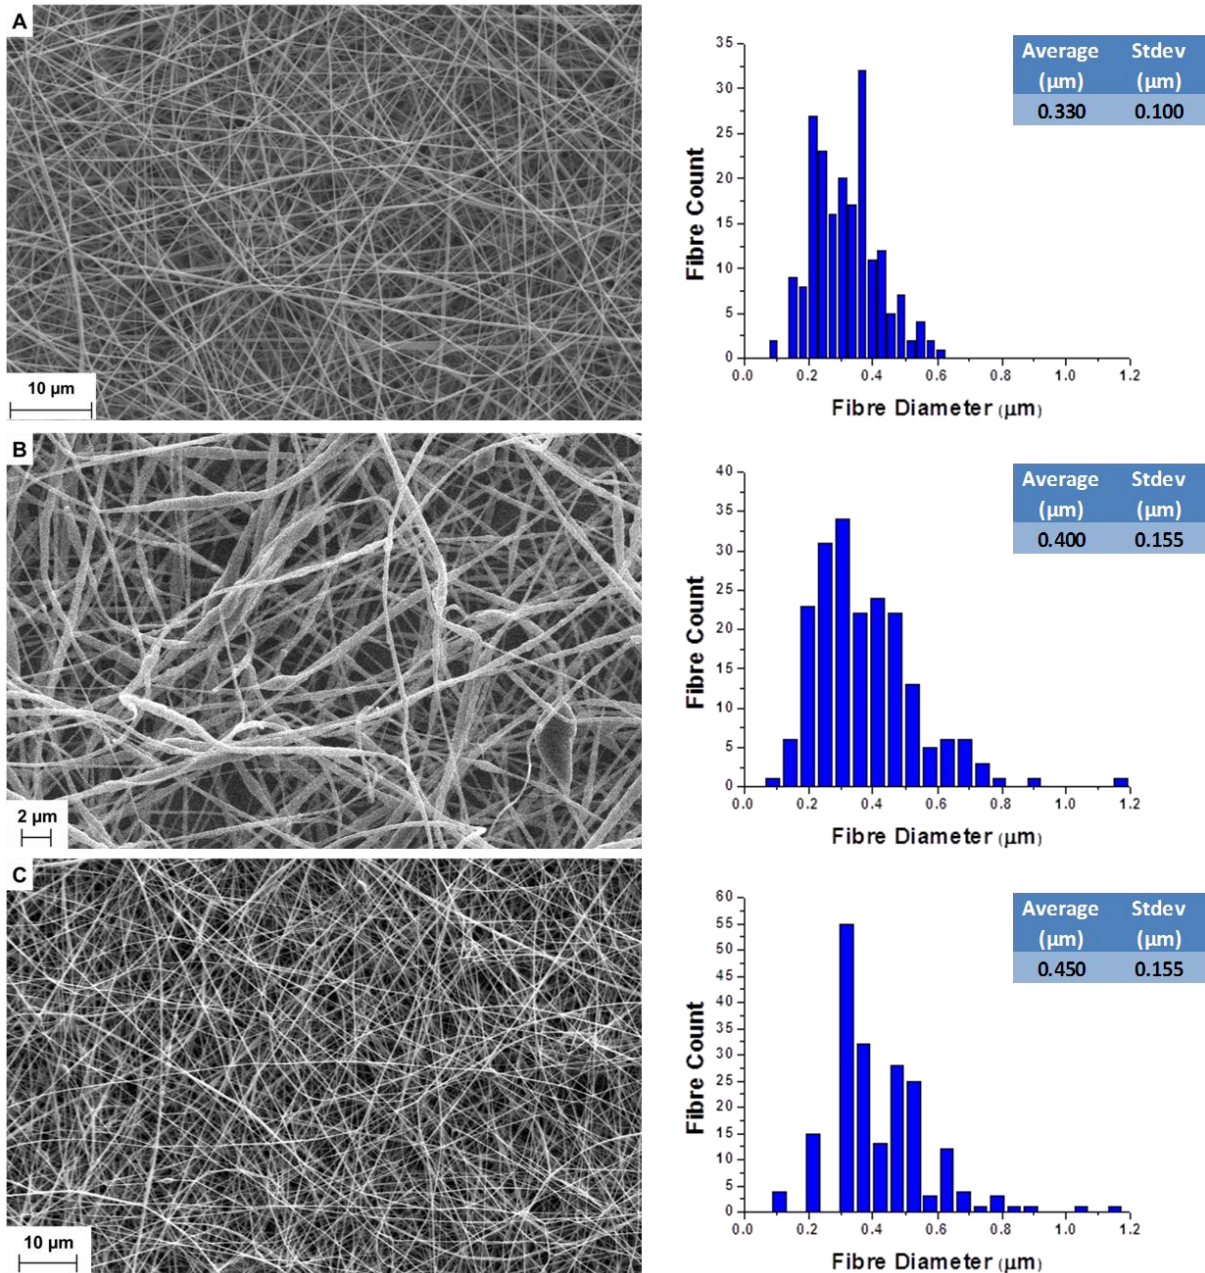 A
10 µm
35
30
25
20
15
10
5
0
0.0 0.2 0.4 0.6 0.8 1.0 1.2
Fibre Count
Fibre Diameter (µm)
Average Stdev
(µm) (µm)
0.330 0.100
B
2 µm
40
35
30
25
20
15
10
5
0
0.0 0.2 0.4 0.6 0.8 1.0 1.2
Fibre Count
Fibre Diameter (µm)
Average Stdev
(µm) (µm)
0.400 0.155
C
10 µm
60
55
50
45
40
35
30
25
20
15
10
5
0
0.0 0.2 0.4 0.6 0.8 1.0 1.2
Fibre Count
Fibre Diameter (µm)
Average Stdev
(µm) (µm)
0.450 0.155